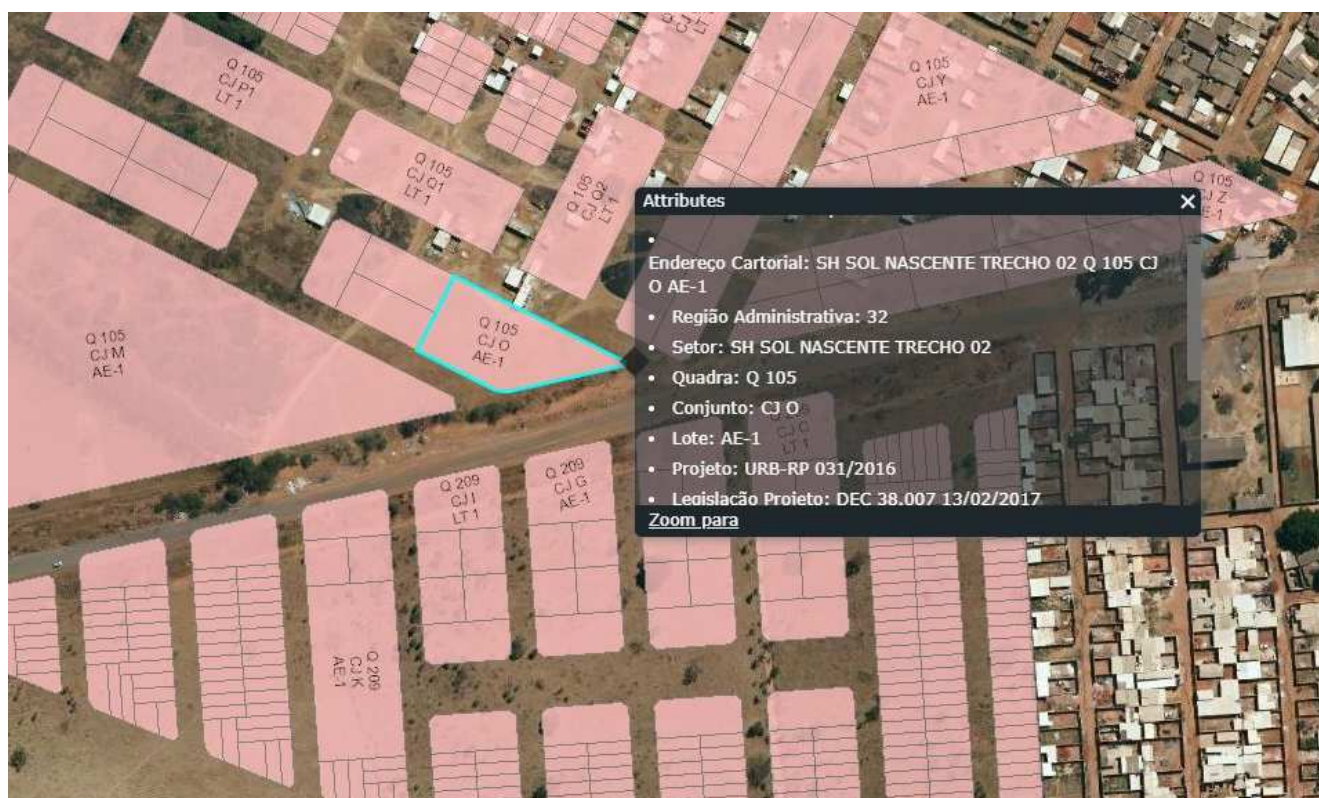 Q 105
CJ P1
LT 1
Q 105
CJ Y
AE-1
Q 105
CJ Q1
LT 1
Q 105
CJ Q2
LT 1
Q 105
CJ Z
E-1
Q 105
CJ M
AE-1
Q 105
CJ O
AE-1
Attributes
Endereço Cartorial: SH SOL NASCENTE TRECHO 02 Q 105 CJ
O AE-1
Região Administrativa: 32
Setor: SH SOL NASCENTE TRECHO 02
Quadra: Q 105
Conjunto: CJ O
Lote: AE-1
Projeto: URB-RP 031/2016
Legislação Projeto: DEC 38.007 13/02/2017
Zoom para
Q 209
CJ I
LT 1
Q 209
CJ G
AE-1
CJ C
LT 1
Q 209
CJ K
AE-1